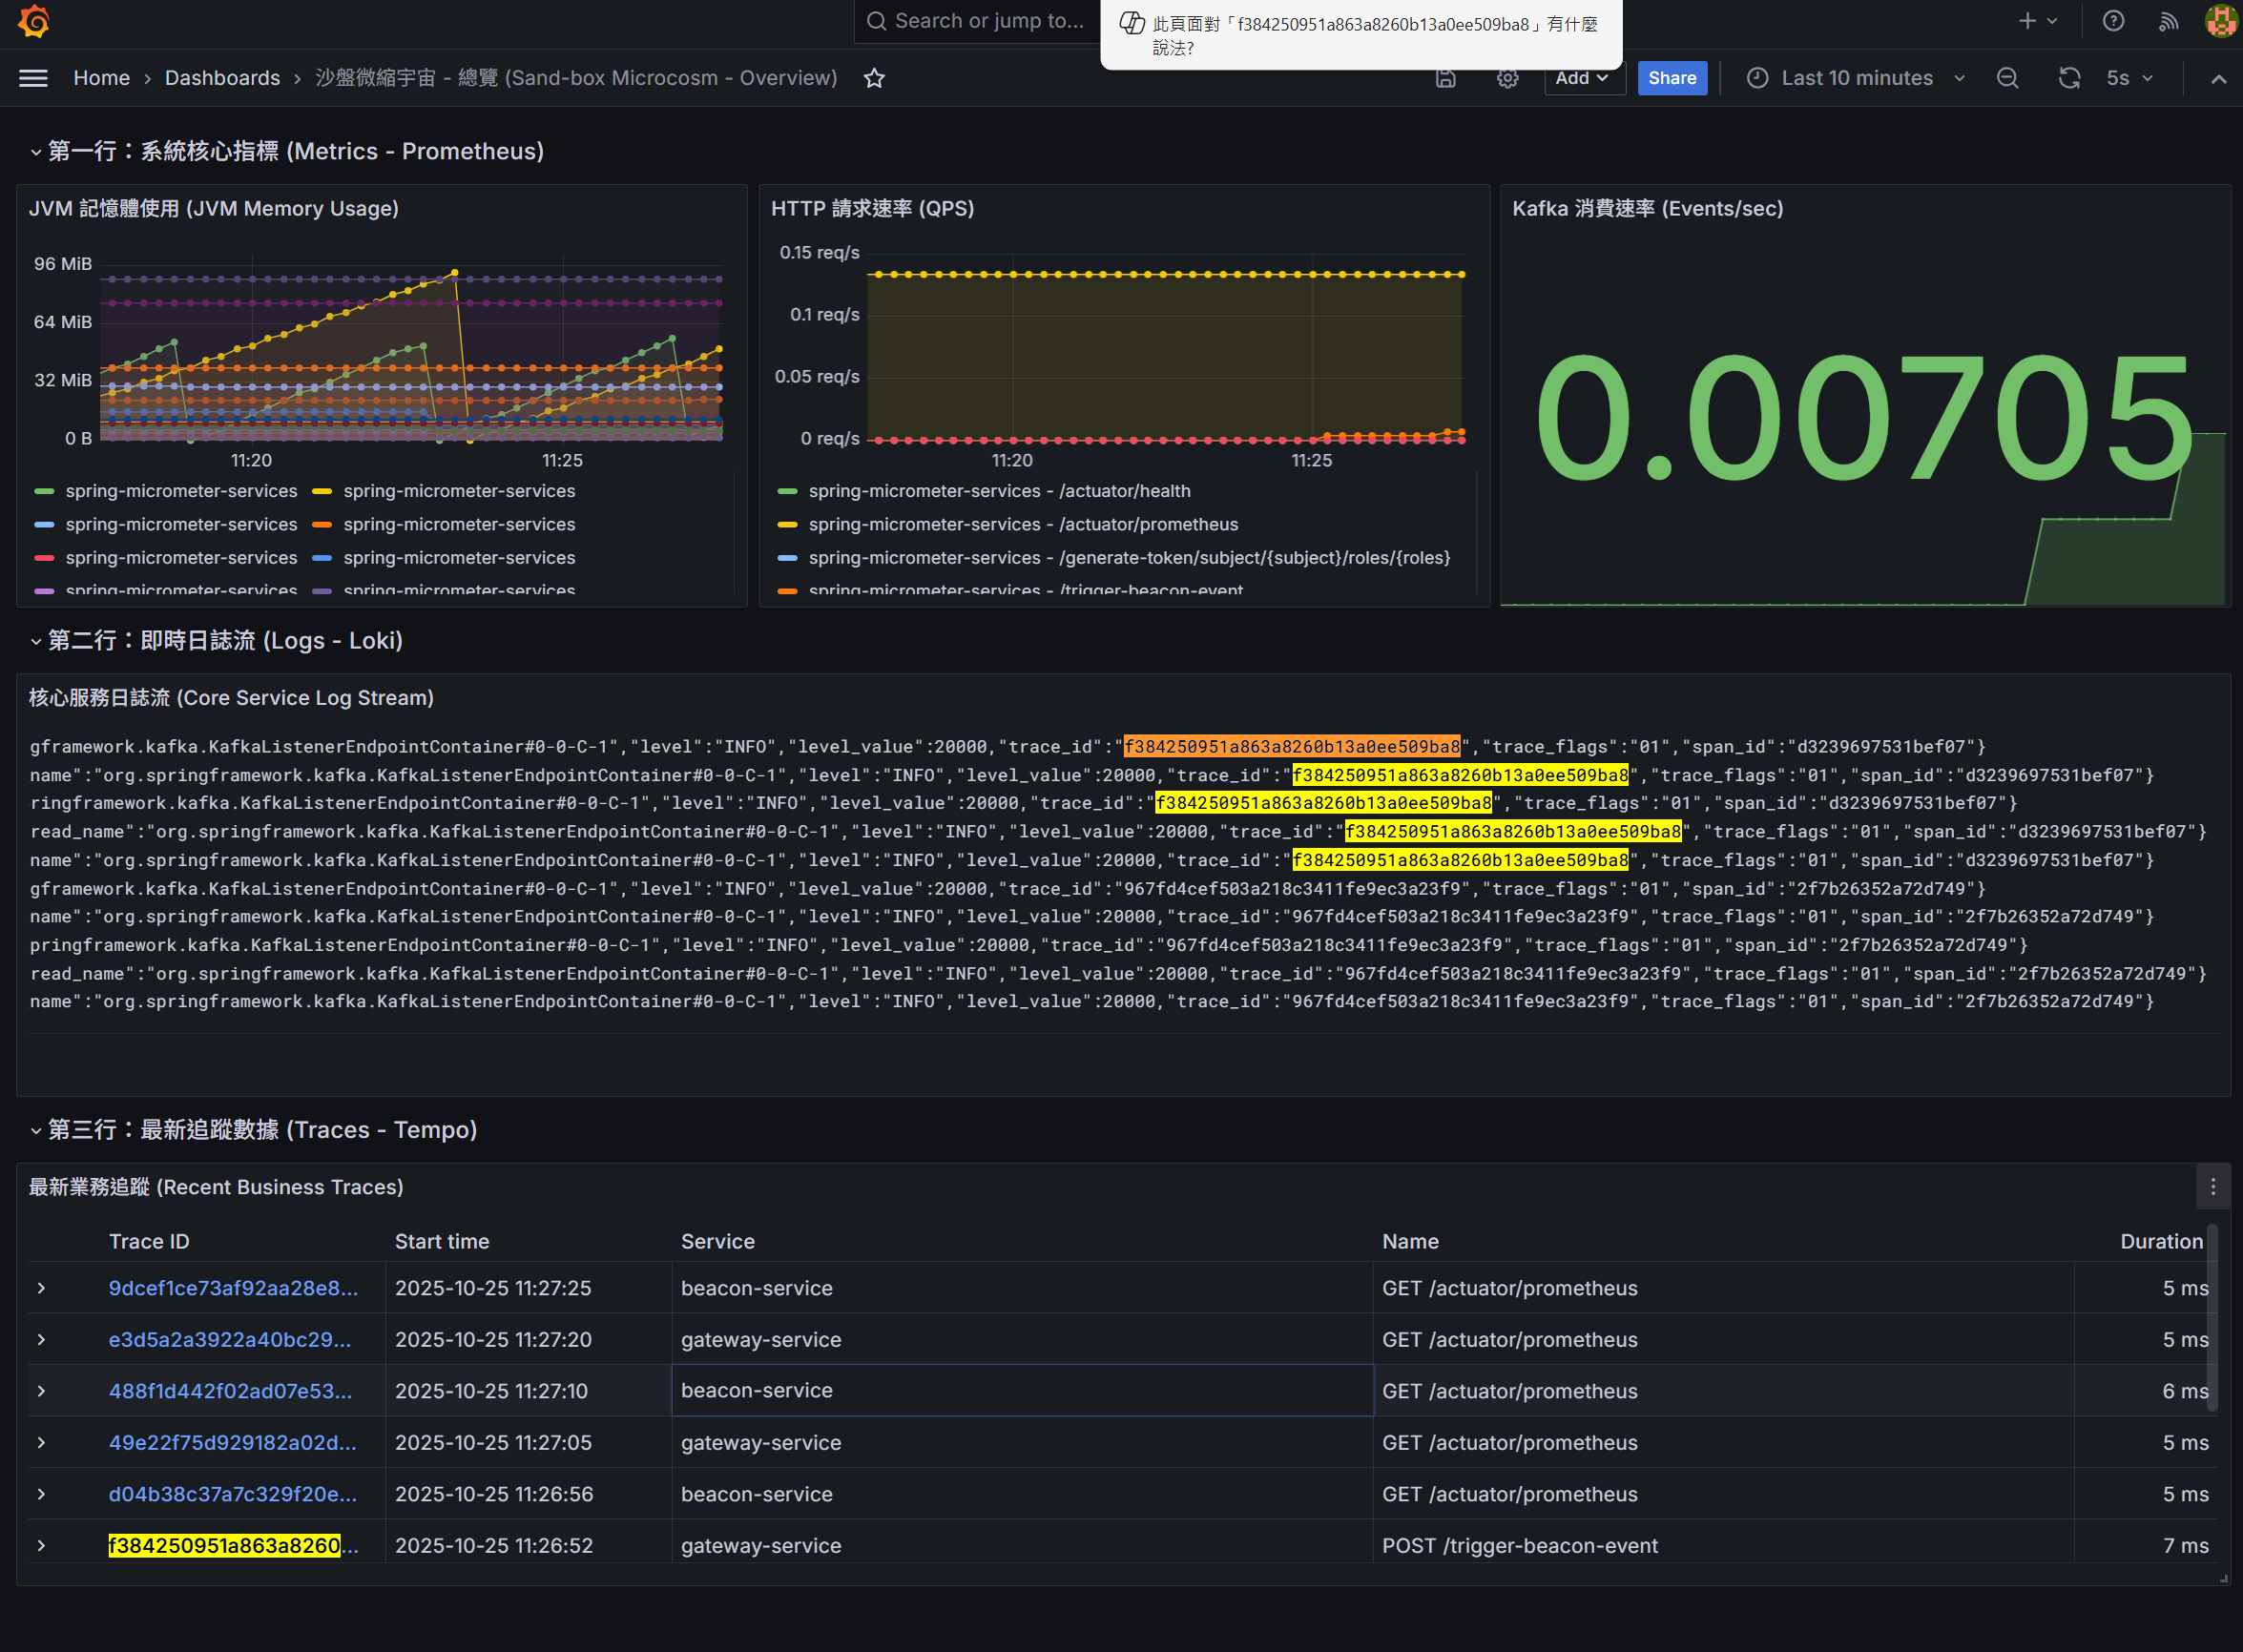 Search or jump to...
此頁面對「f384250951a863a8260b13a0ee509ba8」有什麼
說法?
Home › Dashboards › 沙盤微縮宇宙 - 總覽 (Sand-box Microcosm - Overview)
Add
Share
Last 10 minutes
5s
第一行：系統核心指標 (Metrics - Prometheus)
JVM 記憶體使用 (JVM Memory Usage)
96 MiB
64 MiB
32 MiB
0 B
11:20
11:25
spring-micrometer-services
spring-micrometer-services
spring-micrometer-services
spring-micrometer-services
spring-micrometer-services
spring-micrometer-services
spring-micrometer-services
spring-micrometer-services
HTTP 請求速率 (QPS)
0.15 req/s
0.1 req/s
0.05 req/s
0 req/s
11:20
11:25
spring-micrometer-services - /actuator/health
spring-micrometer-services - /actuator/prometheus
spring-micrometer-services - /generate-token/subject/{subject}/roles/{roles}
spring-micrometer-services - /trigger-beacon-event
Kafka 消費速率 (Events/sec)
0.00705
第二行：即時日誌流 (Logs - Loki)
核心服務日誌流 (Core Service Log Stream)
gframework.kafka.KafkaListenerEndpointContainer#0-0-C-1","level":"INFO","level_value":20000,"trace_id":"f384250951a863a8260b13a0ee509ba8","trace_flags":"01","span_id":"d3239697531bef07"}
name":"org.springframework.kafka.KafkaListenerEndpointContainer#0-0-C-1","level":"INFO","level_value":20000,"trace_id":"f384250951a863a8260b13a0ee509ba8","trace_flags":"01","span_id":"d3239697531bef07"}
ringframework.kafka.KafkaListenerEndpointContainer#0-0-C-1","level":"INFO","level_value":20000,"trace_id":"f384250951a863a8260b13a0ee509ba8","trace_flags":"01","span_id":"d3239697531bef07"}
read_name":"org.springframework.kafka.KafkaListenerEndpointContainer#0-0-C-1","level":"INFO","level_value":20000,"trace_id":"f384250951a863a8260b13a0ee509ba8","trace_flags":"01","span_id":"d3239697531bef07"}
name":"org.springframework.kafka.KafkaListenerEndpointContainer#0-0-C-1","level":"INFO","level_value":20000,"trace_id":"f384250951a863a8260b13a0ee509ba8","trace_flags":"01","span_id":"d3239697531bef07"}
gframework.kafka.KafkaListenerEndpointContainer#0-0-C-1","level":"INFO","level_value":20000,"trace_id":"967fd4cef503a218c3411fe9ec3a23f9","trace_flags":"01","span_id":"2f7b26352a72d749"}
name":"org.springframework.kafka.KafkaListenerEndpointContainer#0-0-C-1","level":"INFO","level_value":20000,"trace_id":"967fd4cef503a218c3411fe9ec3a23f9","trace_flags":"01","span_id":"2f7b26352a72d749"}
pringframework.kafka.KafkaListenerEndpointContainer#0-0-C-1","level":"INFO","level_value":20000,"trace_id":"967fd4cef503a218c3411fe9ec3a23f9","trace_flags":"01","span_id":"2f7b26352a72d749"}
read_name":"org.springframework.kafka.KafkaListenerEndpointContainer#0-0-C-1","level":"INFO","level_value":20000,"trace_id":"967fd4cef503a218c3411fe9ec3a23f9","trace_flags":"01","span_id":"2f7b26352a72d749"}
name":"org.springframework.kafka.KafkaListenerEndpointContainer#0-0-C-1","level":"INFO","level_value":20000,"trace_id":"967fd4cef503a218c3411fe9ec3a23f9","trace_flags":"01","span_id":"2f7b26352a72d749"}
第三行：最新追蹤數據 (Traces - Tempo)
最新業務追蹤 (Recent Business Traces)
Trace ID Start time Service Name Duration
9dcef1ce73af92aa28e8... 2025-10-25 11:27:25 beacon-service GET /actuator/prometheus 5 ms
e3d5a2a3922a40bc29... 2025-10-25 11:27:20 gateway-service GET /actuator/prometheus 5 ms
488f1d442f02ad07e53... 2025-10-25 11:27:10 beacon-service GET /actuator/prometheus 6 ms
49e22f75d929182a02d... 2025-10-25 11:27:05 gateway-service GET /actuator/prometheus 5 ms
d04b38c37a7c329f20e... 2025-10-25 11:26:56 beacon-service GET /actuator/prometheus 5 ms
f384250951a863a8260... 2025-10-25 11:26:52 gateway-service POST /trigger-beacon-event 7 ms